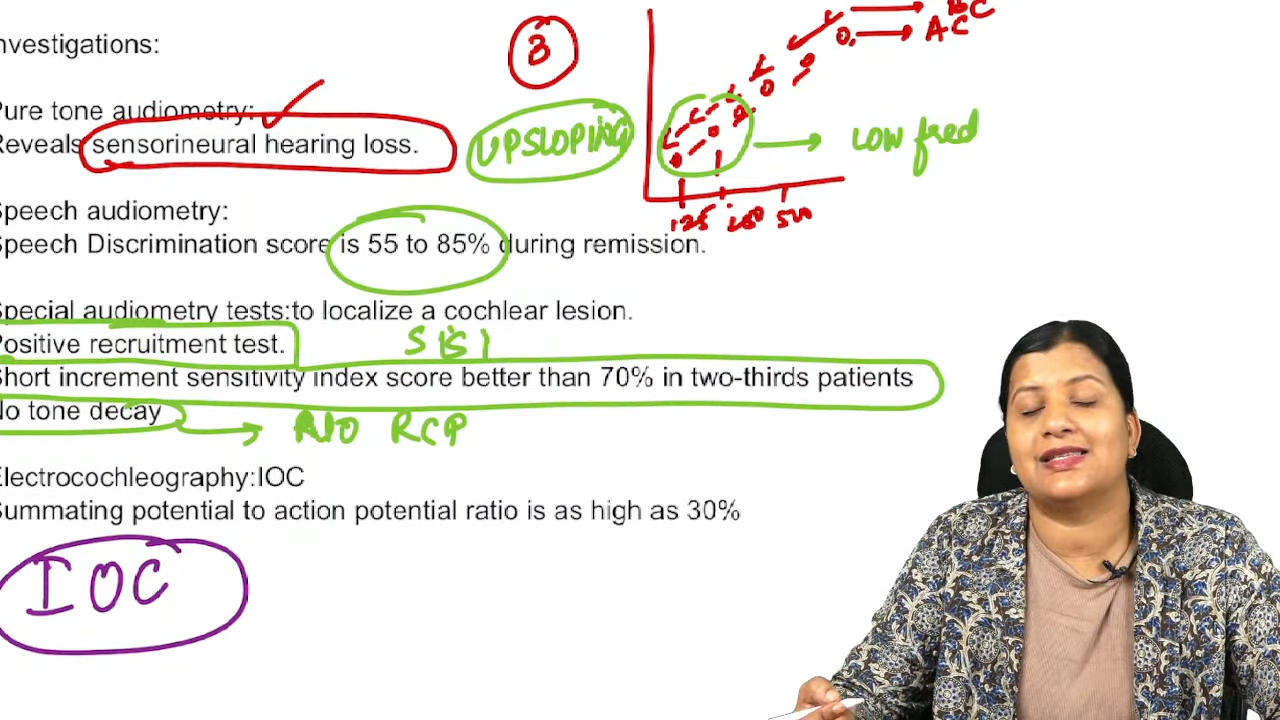 nvestigations:
3
BC
AC
Pure tone audiometry:
Reveals sensorineural hearing loss.
UPSLOPING
LOW freq
125 250 500
Speech audiometry:
Speech Discrimination score is 55 to 85% during remission.
Special audiometry tests:to localize a cochlear lesion.
Positive recruitment test.
SISI
Short increment sensitivity index score better than 70% in two-thirds patients
No tone decay
R/O RCP
Electrocochleography:IOC
Summating potential to action potential ratio is as high as 30%
IOC